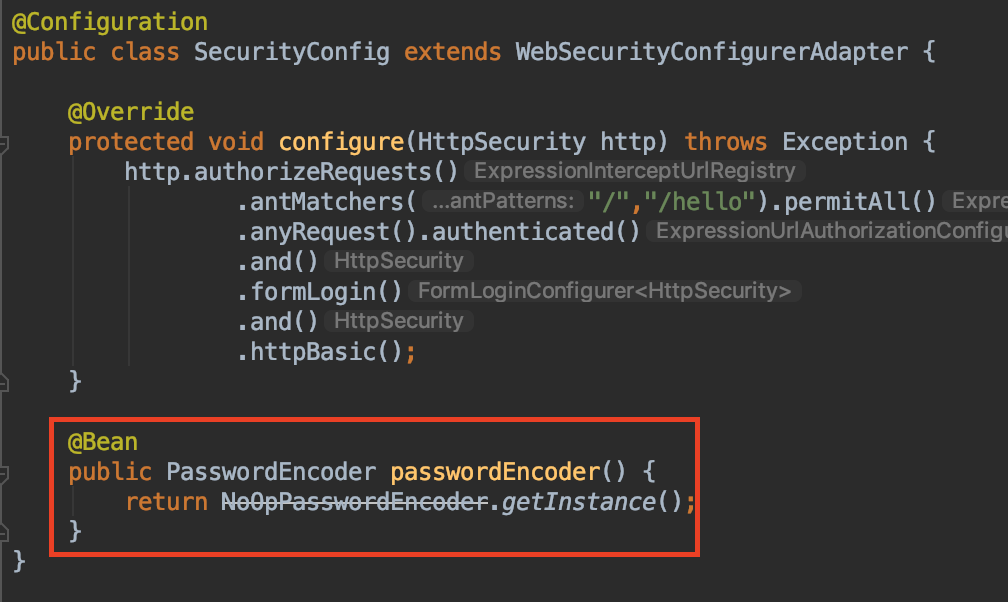 @Configuration
public class SecurityConfig extends WebSecurityConfigurerAdapter {
@Override
protected void configure(HttpSecurity http) throws Exception {
http.authorizeRequests() ExpressionInterceptUrlRegistry
.antMatchers( ...antPatterns: "/","/hello").permitAll() Expre
.anyRequest().authenticated() ExpressionUrlAuthorizationConfigu
.and() HttpSecurity
.formLogin() FormLoginConfigurer<HttpSecurity>
.and() HttpSecurity
.httpBasic();
}
@Bean
public PasswordEncoder passwordEncoder() {
return NoOpPasswordEncoder.getInstance();
}
}